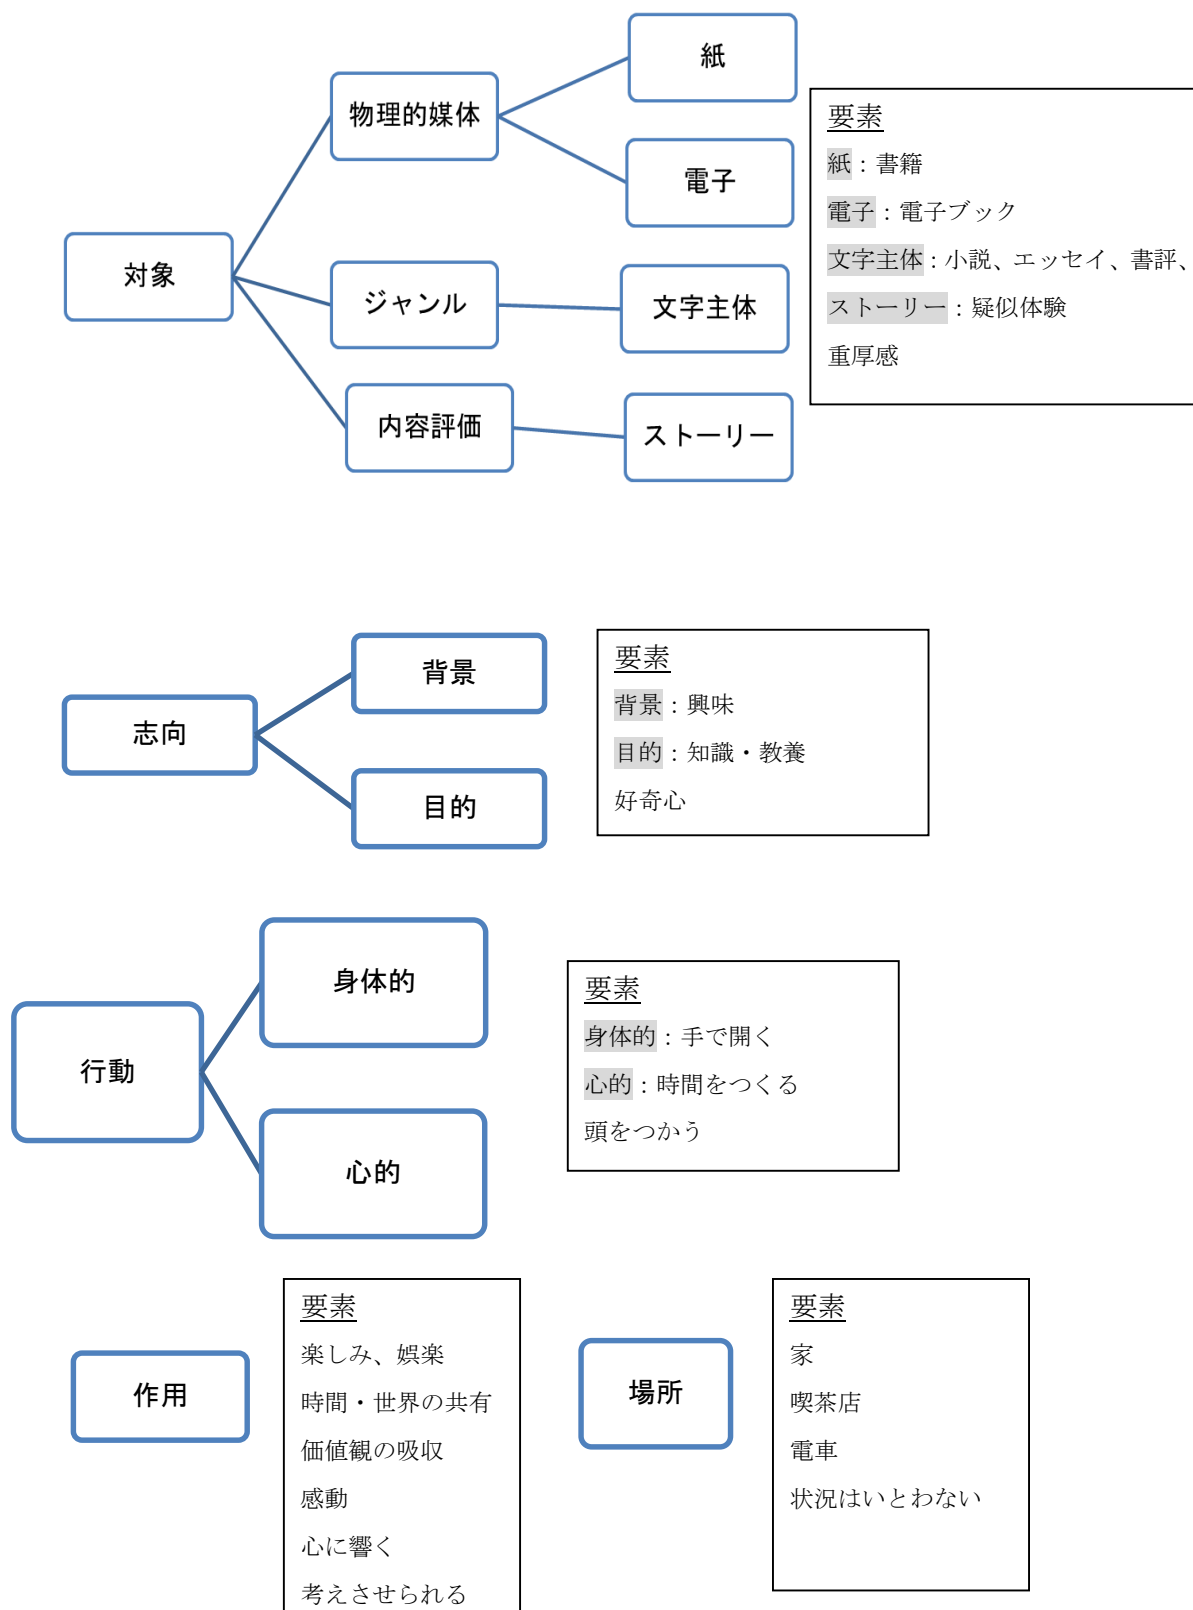 紙
物理的媒体
電子
対象
ジャンル
文字主体
内容評価
ストーリー
要素
紙：書籍
電子：電子ブック
文字主体：小説、エッセイ、書評、
ストーリー：疑似体験
重厚感
背景
志向
目的
要素
背景：興味
目的：知識・教養
好奇心
身体的
行動
心的
要素
身体的：手で開く
心的：時間をつくる
頭をつかう
作用
要素
楽しみ、娯楽
時間・世界の共有
価値観の吸収
感動
心に響く
考えさせられる
場所
要素
家
喫茶店
電車
状況はいとわない